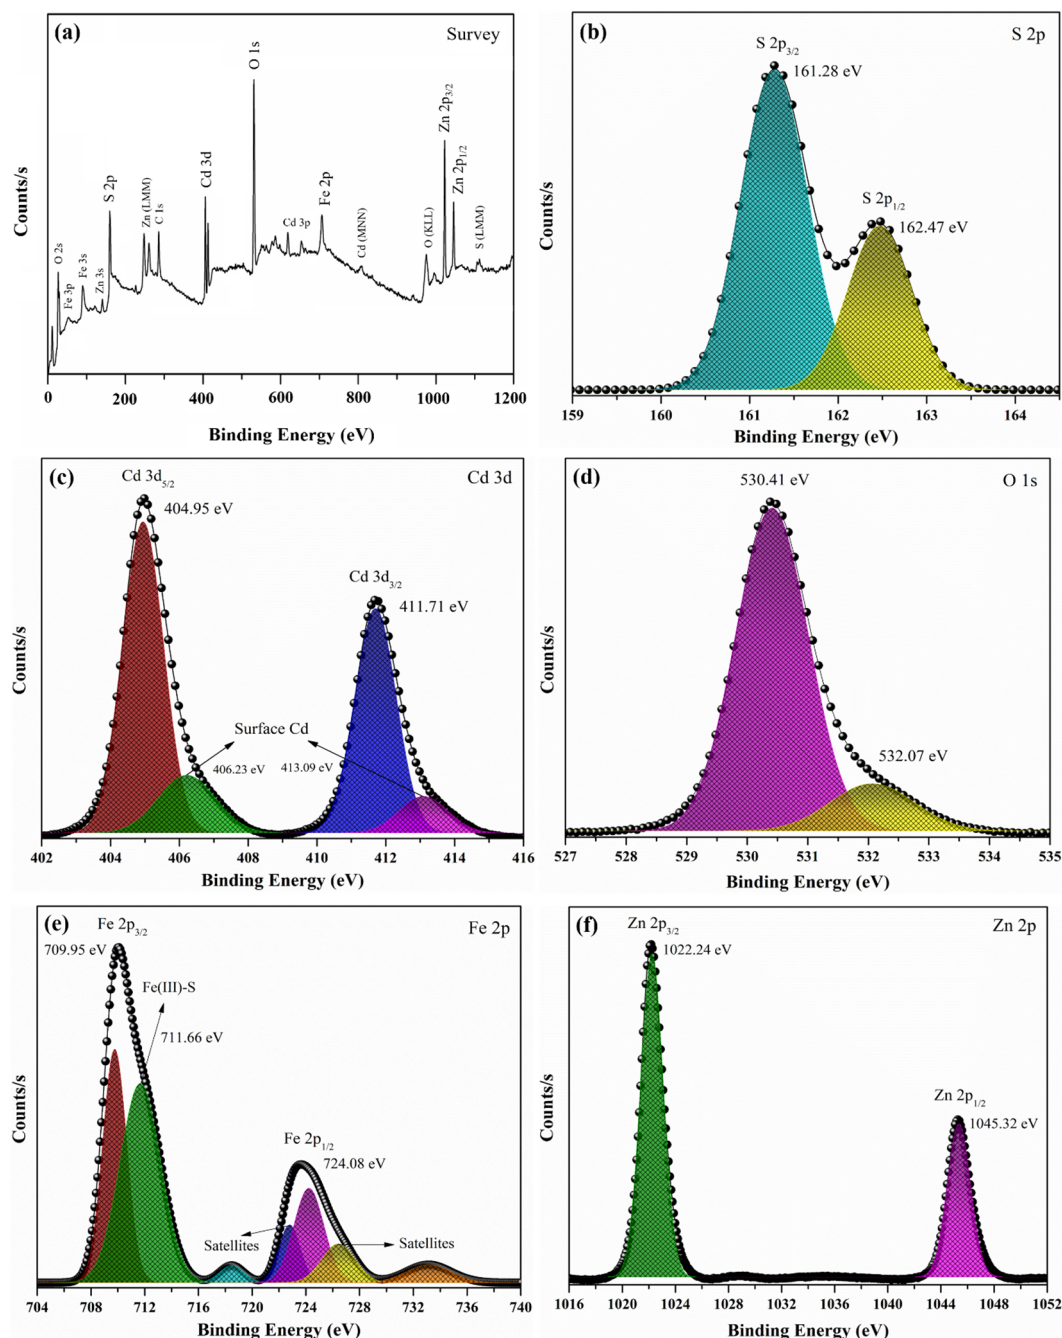 (a)
Survey
O 2s
Fe 3p
Fe 3s
Zn 3s
S 2p
Zn (LMM)
C 1s
Cd 3d
O 1s
Cd 3p
Fe 2p
Cd (MNN)
O (KLL)
Zn 2p3/2
Zn 2p1/2
S (LMM)
Counts/s
0 200 400 600 800 1000 1200
Binding Energy (eV)
(b)
S 2p
S 2p3/2
161.28 eV
S 2p1/2
162.47 eV
Counts/s
159 160 161 162 163 164
Binding Energy (eV)
(c)
Cd 3d
Cd 3d5/2
404.95 eV
Cd 3d3/2
411.71 eV
Surface Cd
406.23 eV
413.09 eV
Counts/s
402 404 406 408 410 412 414 416
Binding Energy (eV)
(d)
O 1s
530.41 eV
532.07 eV
Counts/s
527 528 529 530 531 532 533 534 535
Binding Energy (eV)
(e)
Fe 2p
Fe 2p3/2
709.95 eV
Fe(III)-S
711.66 eV
Fe 2p1/2
724.08 eV
Satellites
Satellites
Counts/s
704 708 712 716 720 724 728 732 736 740
Binding Energy (eV)
(f)
Zn 2p
Zn 2p3/2
1022.24 eV
Zn 2p1/2
1045.32 eV
Counts/s
1016 1020 1024 1028 1032 1036 1040 1044 1048 1052
Binding Energy (eV)